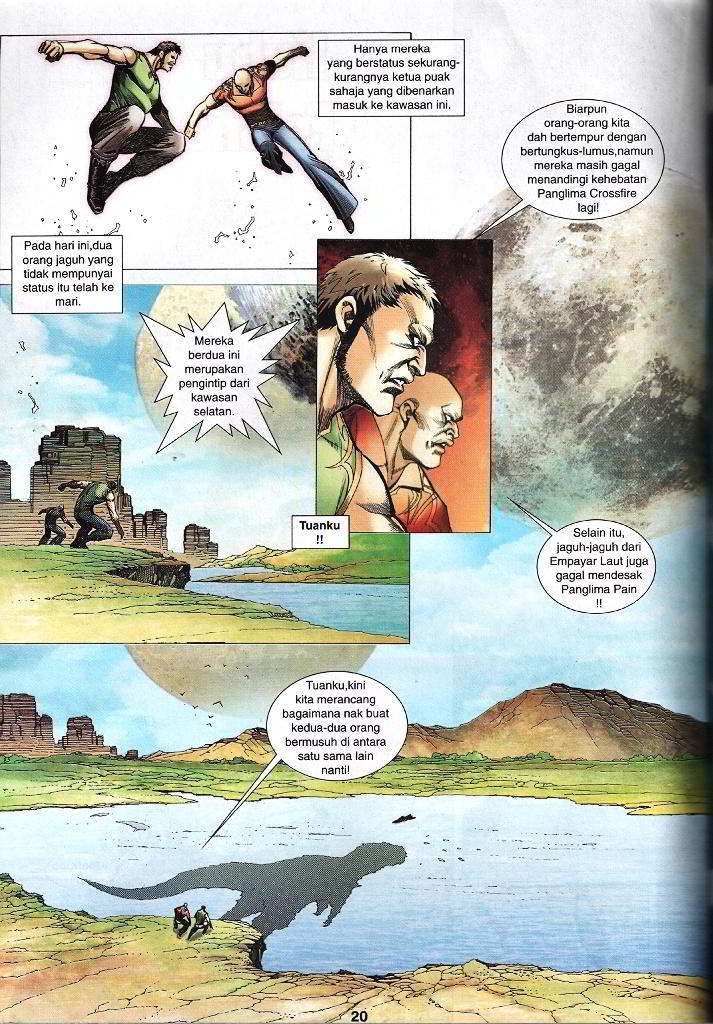 Hanya mereka
yang berstatus sekurang-
kurangnya ketua puak
sahaja yang dibenarkan
masuk ke kawasan ini.
Pada hari ini,dua
orang jaguh yang
tidak mempunyai
status itu telah ke
mari.
Biarpun
orang-orang kita
dah bertempur dengan
bertungkus-lumus,namun
mereka masih gagal
menandingi kehebatan
Panglima Crossfire
lagi!
Mereka
berdua ini
merupakan
pengintip dari
kawasan
selatan.
Tuanku
!!
Selain itu,
jaguh-jaguh dari
Empayar Laut juga
gagal mendesak
Panglima Pain
!!
Tuanku,kini
kita merancang
bagaimana nak buat
kedua-dua orang
bermusuh di antara
satu sama lain
nanti!
20